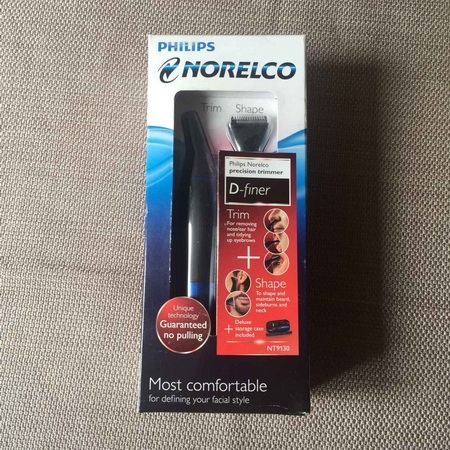 PHILIPS
NORELCO
Trim Shape
Philips Norelco
precision trimmer
D-finer
Trim
For removing
nose/ear hair
and tidying
up eyebrows
+
Shape
To shape and
maintain beard,
sideburns and
neck
+ Deluxe
storage case
included
NT9130
Unique
technology
Guaranteed
no pulling
Most comfortable
for defining your facial style